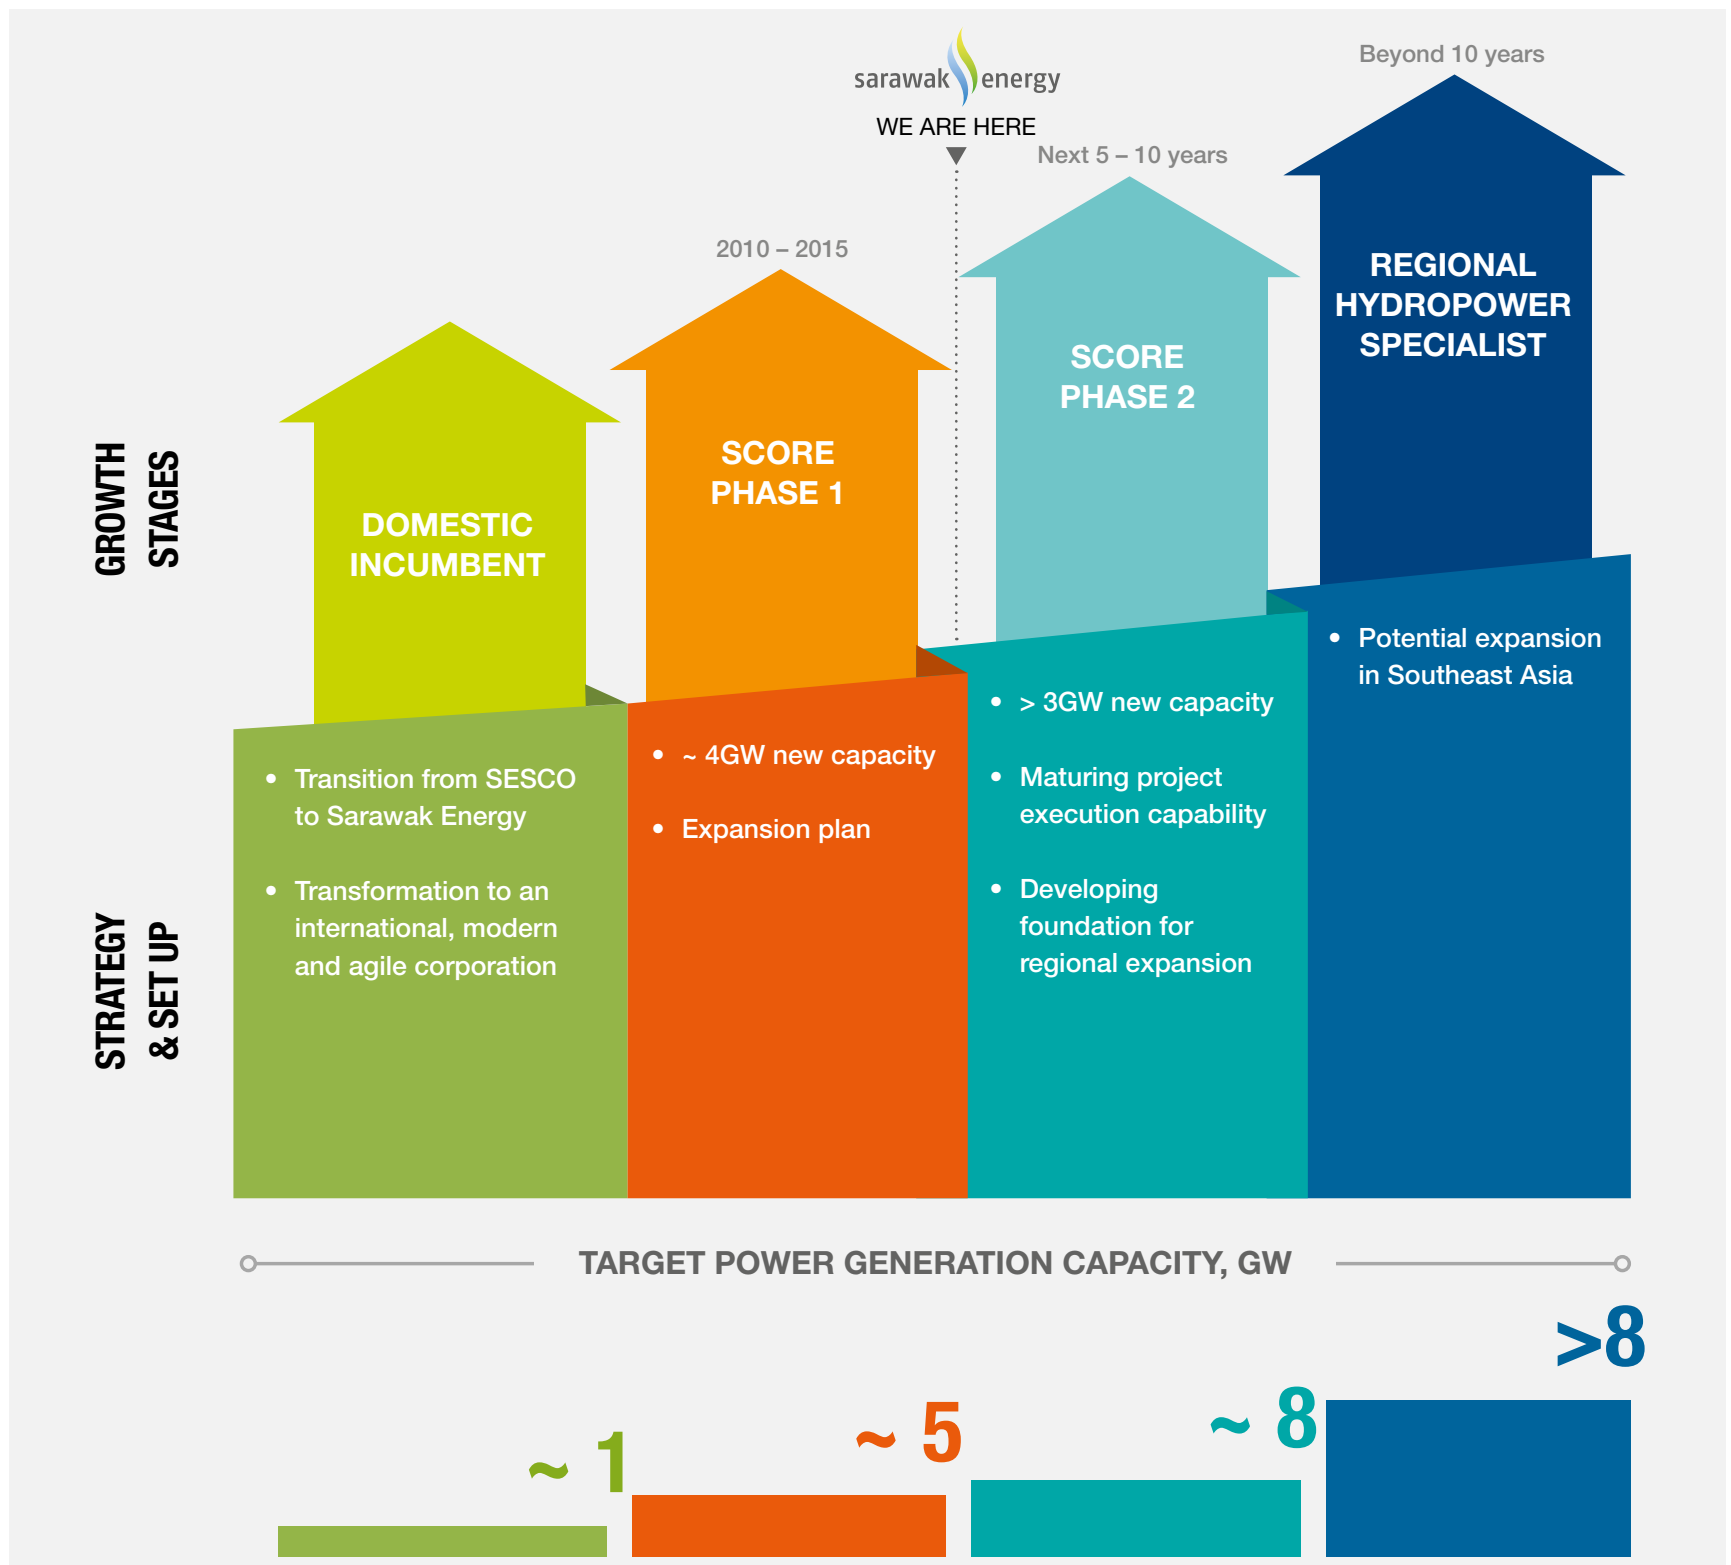 sarawak energy
WE ARE HERE
Beyond 10 years
Next 5 – 10 years
2010 – 2015
GROWTH
STAGES
DOMESTIC
INCUMBENT
SCORE
PHASE 1
SCORE
PHASE 2
REGIONAL
HYDROPOWER
SPECIALIST
STRATEGY
& SET UP
• Transition from SESCO
to Sarawak Energy
• Transformation to an
international, modern
and agile corporation
• ~ 4GW new capacity
• Expansion plan
• > 3GW new capacity
• Maturing project
execution capability
• Developing
foundation for
regional expansion
• Potential expansion
in Southeast Asia
TARGET POWER GENERATION CAPACITY, GW
~ 1
~ 5
~ 8
>8